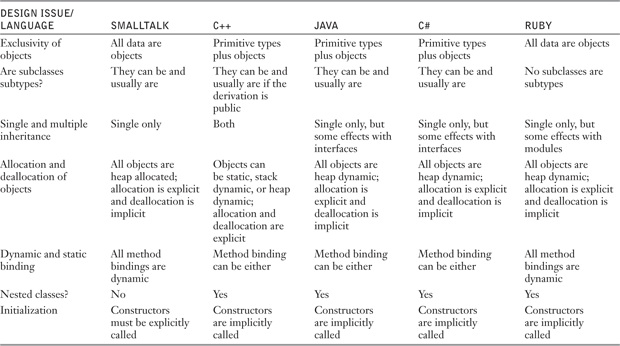 DESIGN ISSUE/
LANGUAGE SMALLTALK C++ JAVA C# RUBY
Exclusivity of All data are Primitive types Primitive types Primitive types All data are objects
objects objects plus objects plus objects plus objects
Are subclasses They can be and They can be and They can be and They can be and No subclasses are
subtypes? usually are usually are if the usually are usually are subtypes
derivation is
public
Single and multiple Single only Both Single only, but Single only, but Single only, but
inheritance some effects with some effects with some effects with
interfaces interfaces modules
Allocation and All objects are Objects can All objects are All objects are All objects are
deallocation of heap allocated; be static, stack heap dynamic; heap dynamic; heap dynamic;
objects allocation is explicit dynamic, or heap allocation is allocation is explicit allocation is explicit
and deallocation is dynamic; explicit and and deallocation is and deallocation
implicit allocation and deallocation is implicit is implicit
deallocation are implicit
explicit
Dynamic and static All method Method binding Method binding Method binding All method
binding bindings are can be either can be either can be either bindings are
dynamic dynamic
Nested classes? No Yes Yes Yes Yes
Initialization Constructors Constructors Constructors Constructors Constructors
must be explicitly are implicitly are implicitly are implicitly are implicitly
called called called called called